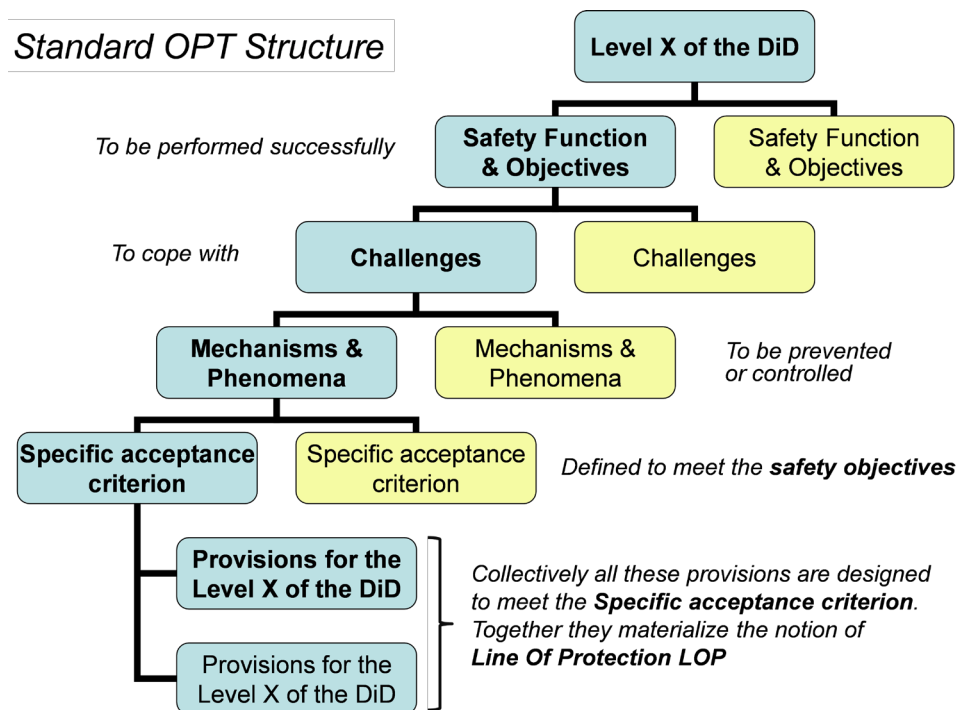 Standard OPT Structure
Level X of the DiD
To be performed successfully
Safety Function
& Objectives
Safety Function
& Objectives
To cope with
Challenges
Challenges
Mechanisms &
Phenomena
Mechanisms &
Phenomena
To be prevented
or controlled
Specific acceptance
criterion
Specific acceptance
criterion
Defined to meet the safety objectives
Provisions for the
Level X of the DiD
Provisions for the
Level X of the DiD
Collectively all these provisions are designed
to meet the Specific acceptance criterion.
Together they materialize the notion of
Line Of Protection LOP